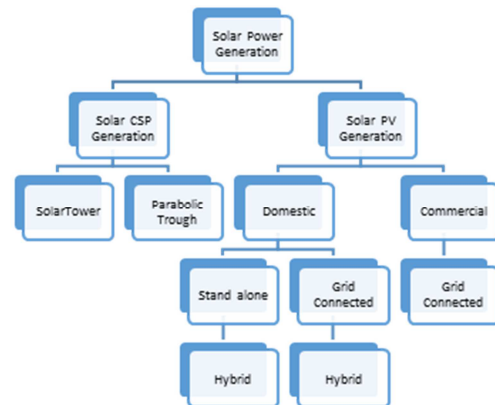 Solar Power
Generation
Solar CSP
Generation
Solar PV
Generation
SolarTower
Parabolic
Trough
Domestic
Commercial
Stand alone
Grid
Connected
Grid
Connected
Hybrid
Hybrid